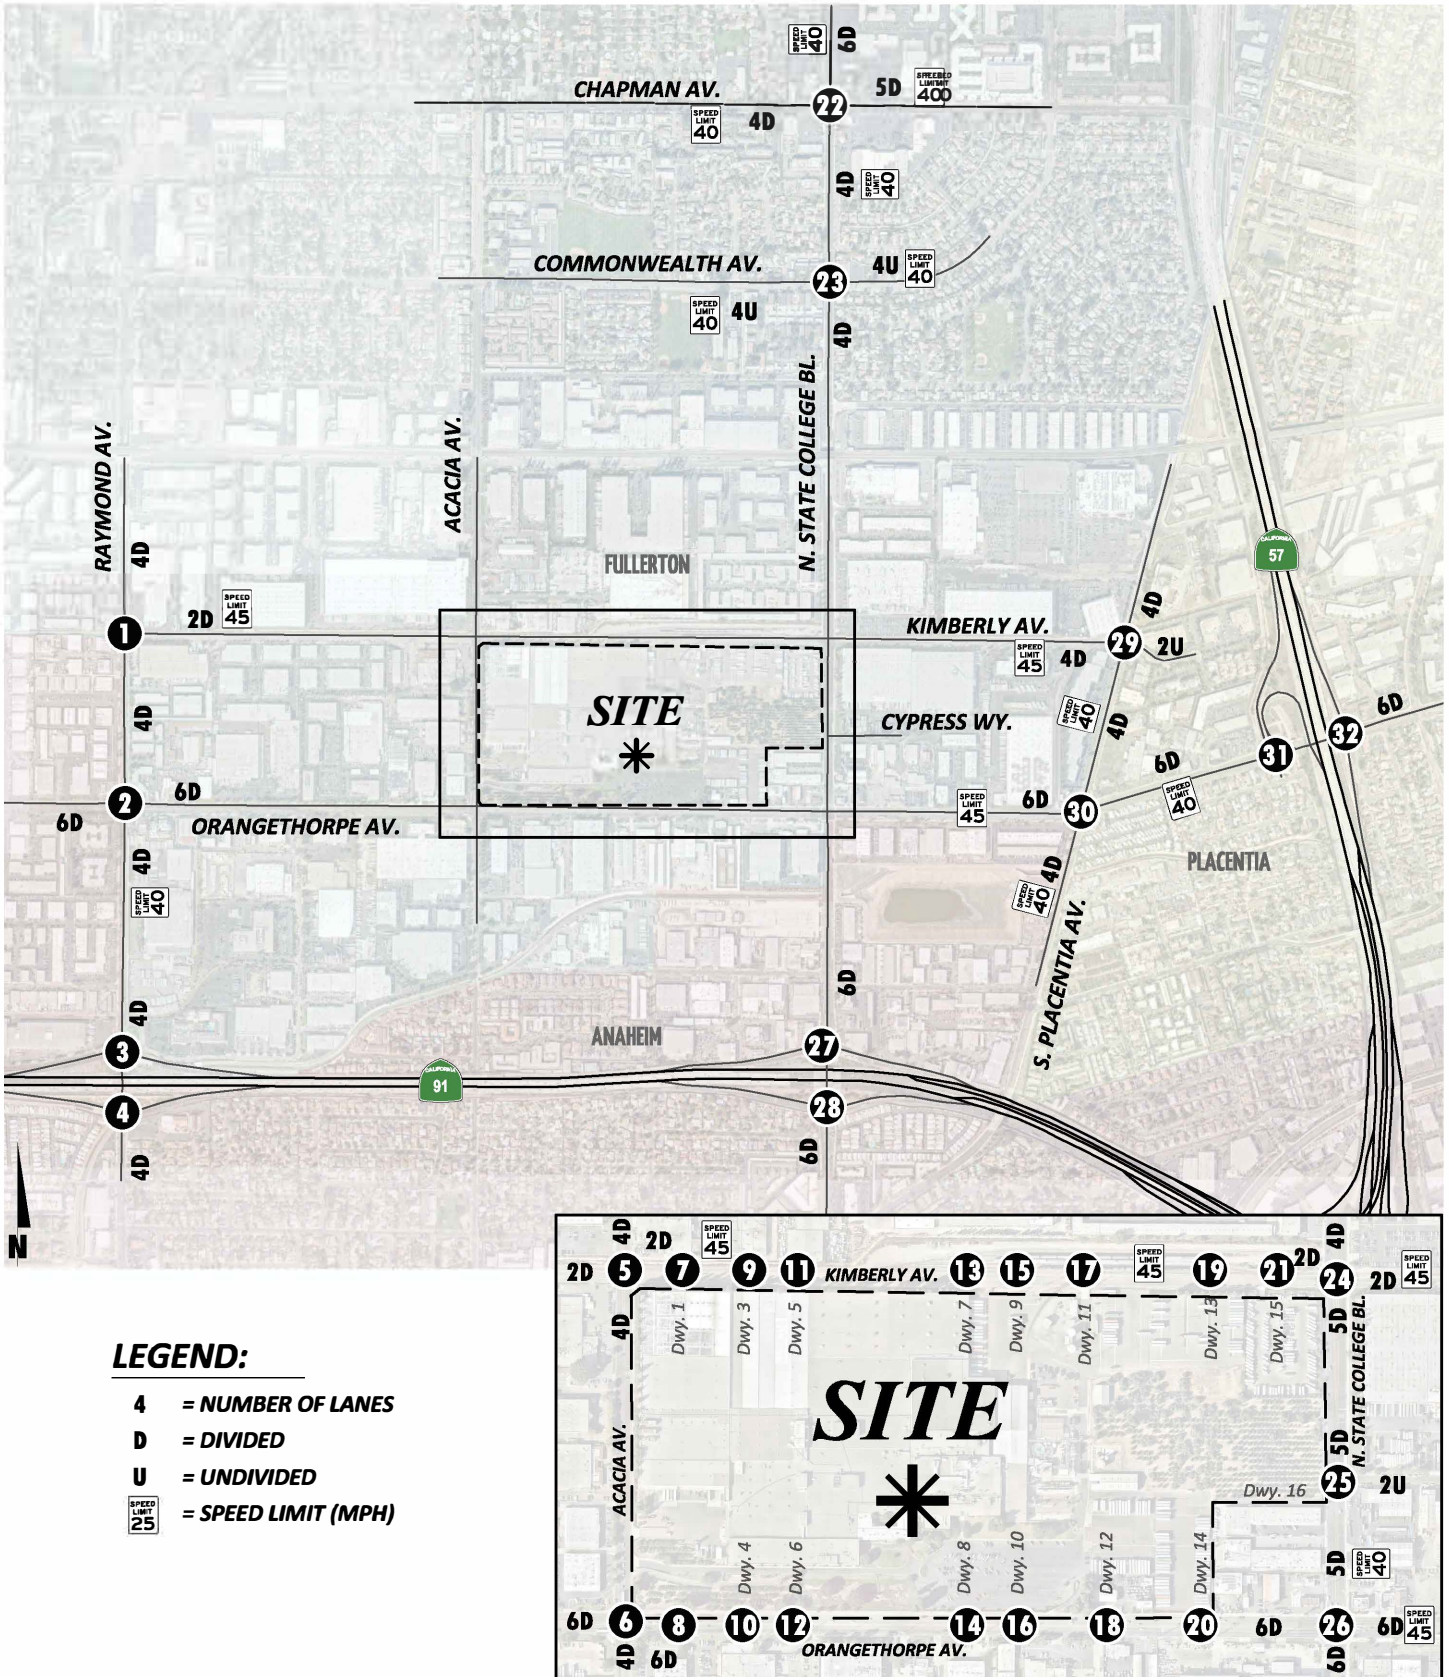 SPEED LIMIT 40
6D
CHAPMAN AV.
5D
SPEED LIMIT 40
22
SPEED LIMIT 40
4D
4D
SPEED LIMIT 40
COMMONWEALTH AV.
4U
SPEED LIMIT 40
23
SPEED LIMIT 40
4U
4D
N. STATE COLLEGE BL.
RAYMOND AV.
ACACIA AV.
4D
FULLERTON
CALIFORNIA
57
2D
SPEED LIMIT 45
1
KIMBERLY AV.
4D
29
2U
SPEED LIMIT 45
4D
SITE
4D
SPEED LIMIT 40
4D
CYPRESS WY.
6D
32
31
6D
SPEED LIMIT 40
6D
2
6D
ORANGETHORPE AV.
SPEED LIMIT 45
6D
30
4D
PLACENTIA
4D
SPEED LIMIT 40
SPEED LIMIT 40
S. PLACENTIA AV.
6D
4D
ANAHEIM
3
27
CALIFORNIA
91
4
28
4D
6D
N
4D
2D
SPEED LIMIT 45
4D
2D
5
7
9
11
KIMBERLY AV.
13
15
17
SPEED LIMIT 45
19
21
2D
24
2D
SPEED LIMIT 45
4D
Dwy. 1
Dwy. 3
Dwy. 5
Dwy. 7
Dwy. 9
Dwy. 11
Dwy. 13
Dwy. 15
5D
N. STATE COLLEGE BL.
SITE
ACACIA AV.
5D
Dwy. 16
25
2U
Dwy. 4
Dwy. 6
Dwy. 8
Dwy. 10
Dwy. 12
Dwy. 14
5D
SPEED LIMIT 40
6D
6
8
10
12
14
16
18
20
6D
26
6D
SPEED LIMIT 45
4D
6D
ORANGETHORPE AV.
6D
LEGEND:
4 = NUMBER OF LANES
D = DIVIDED
U = UNDIVIDED
SPEED LIMIT 25 = SPEED LIMIT (MPH)